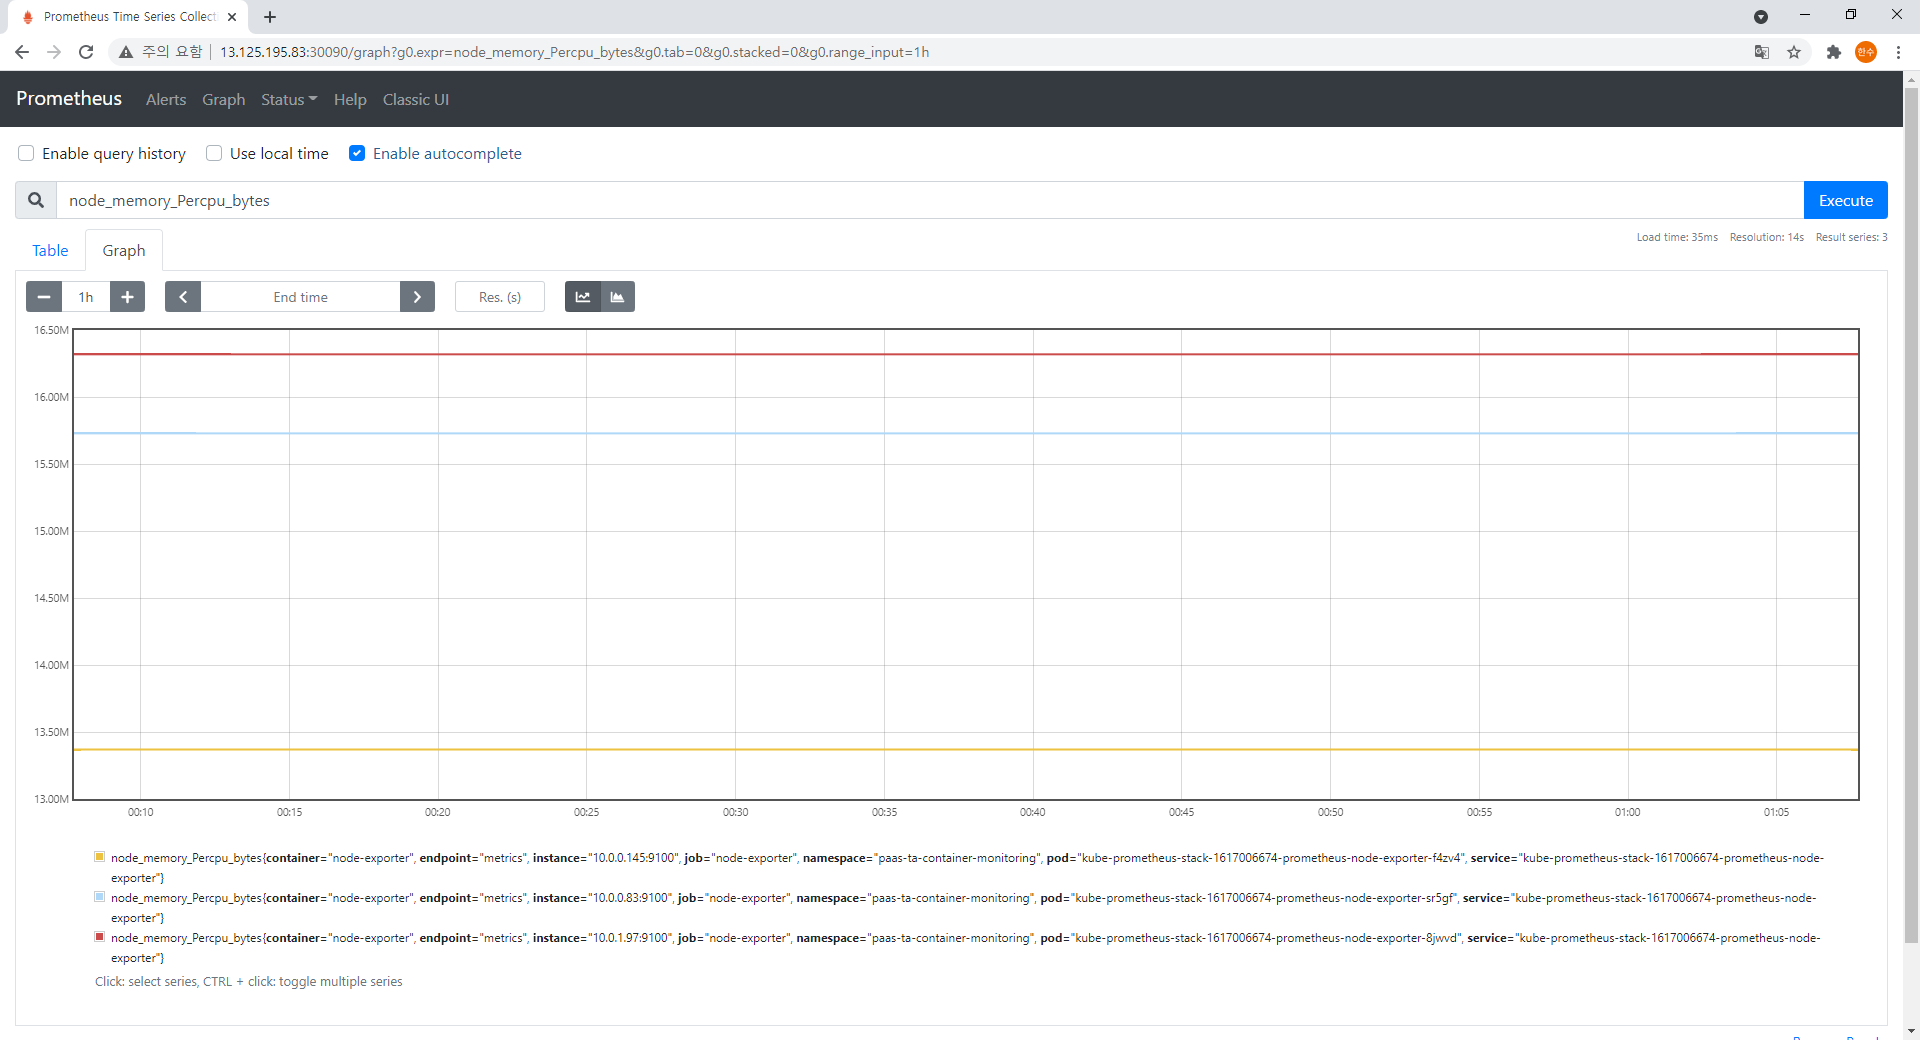 Prometheus Time Series Collect
주의 요함 13.125.195.83:30090/graph?g0.expr=node_memory_Percpu_bytes&g0.tab=0&g0.stacked=0&g0.range_input=1h
한수
Prometheus Alerts Graph Status Help Classic UI
Enable query history Use local time Enable autocomplete
node_memory_Percpu_bytes Execute
Table Graph Load time: 35ms Resolution: 14s Result series: 3
1h End time Res. (s)
16.50M
16.00M
15.50M
15.00M
14.50M
14.00M
13.50M
13.00M
00:10 00:15 00:20 00:25 00:30 00:35 00:40 00:45 00:50 00:55 01:00 01:05
node_memory_Percpu_bytes{container="node-exporter", endpoint="metrics", instance="10.0.0.145:9100", job="node-exporter", namespace="paas-ta-container-monitoring", pod="kube-prometheus-stack-1617006674-prometheus-node-exporter-f4zv4", service="kube-prometheus-stack-1617006674-prometheus-node-
exporter"}
node_memory_Percpu_bytes{container="node-exporter", endpoint="metrics", instance="10.0.0.83:9100", job="node-exporter", namespace="paas-ta-container-monitoring", pod="kube-prometheus-stack-1617006674-prometheus-node-exporter-sr5gf", service="kube-prometheus-stack-1617006674-prometheus-node-
exporter"}
node_memory_Percpu_bytes{container="node-exporter", endpoint="metrics", instance="10.0.1.97:9100", job="node-exporter", namespace="paas-ta-container-monitoring", pod="kube-prometheus-stack-1617006674-prometheus-node-exporter-8jwvd", service="kube-prometheus-stack-1617006674-prometheus-node-
exporter"}
Click: select series, CTRL + click: toggle multiple series